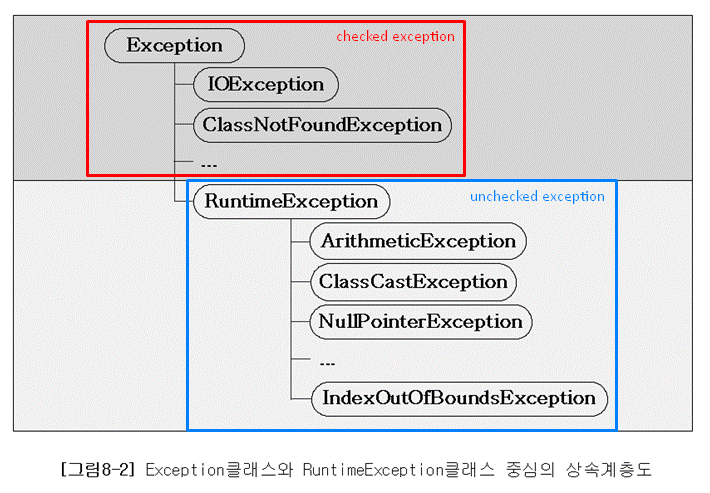 checked exception
Exception
IOException
ClassNotFoundException
...
RuntimeException
unchecked exception
ArithmeticException
ClassCastException
NullPointerException
...
IndexOutOfBoundsException
[그림8-2] Exception클래스와 RuntimeException클래스 중심의 상속계층도